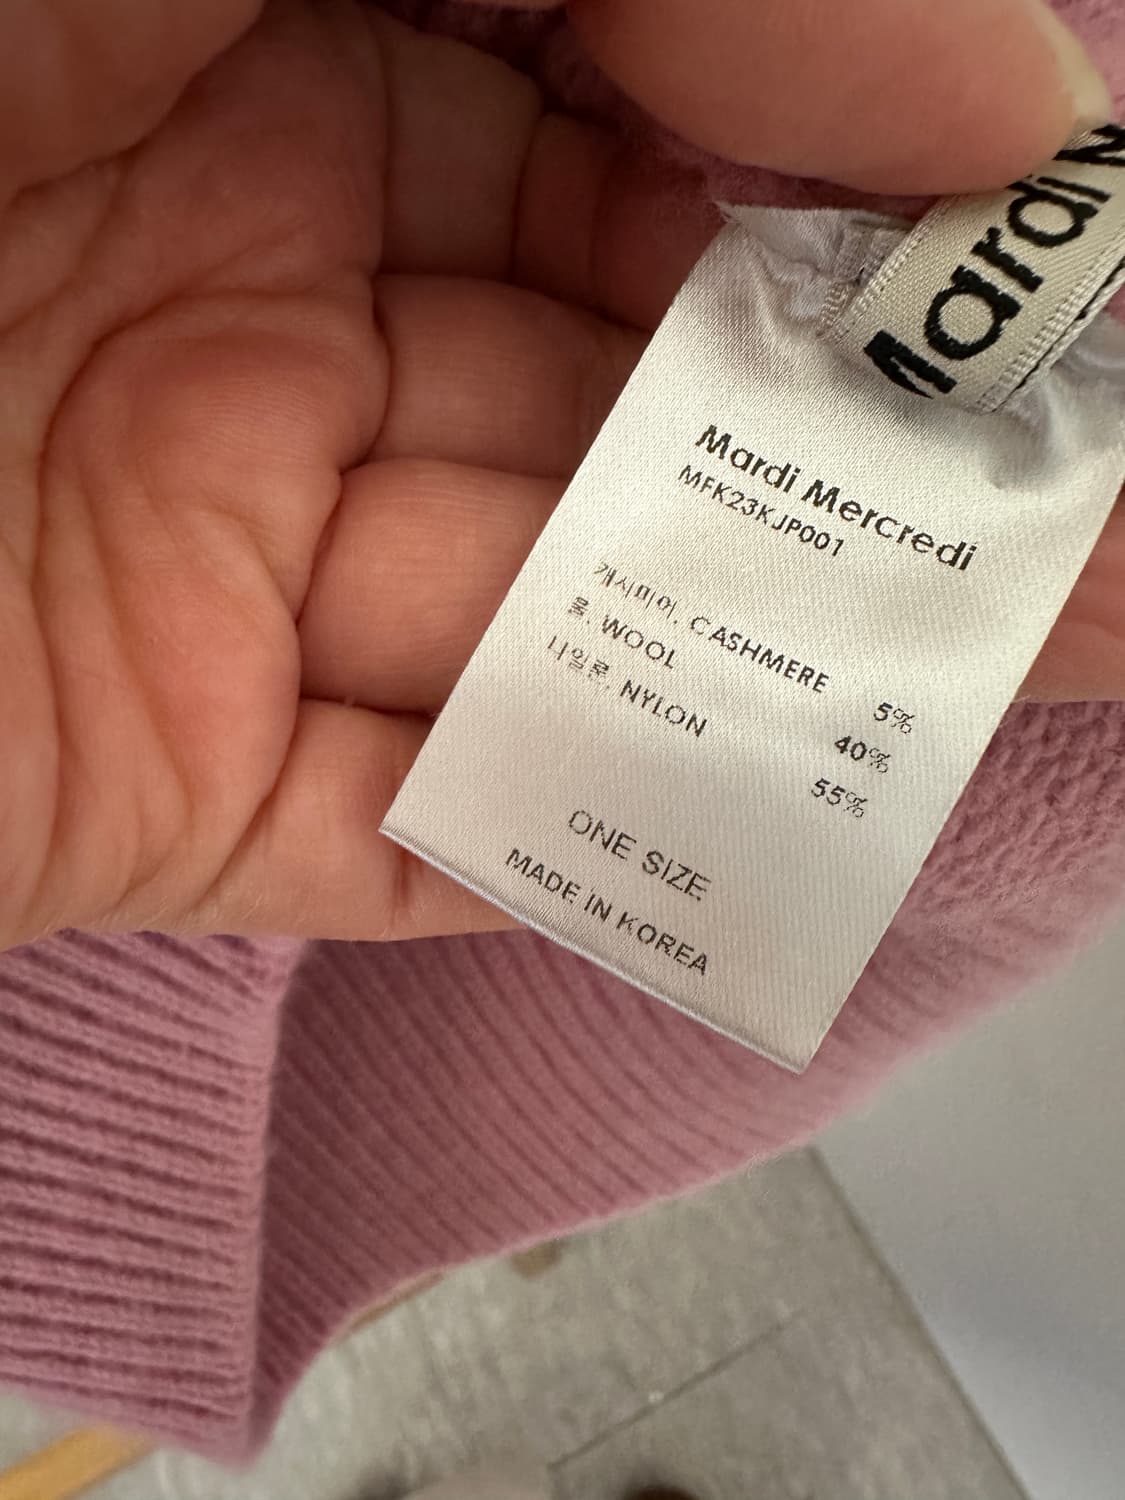 Mardi M
Mardi Mercredi
MFK23KJP001
캐시미어, CASHMERE 5%
울, WOOL 40%
나일론, NYLON 55%
ONE SIZE
MADE IN KOREA